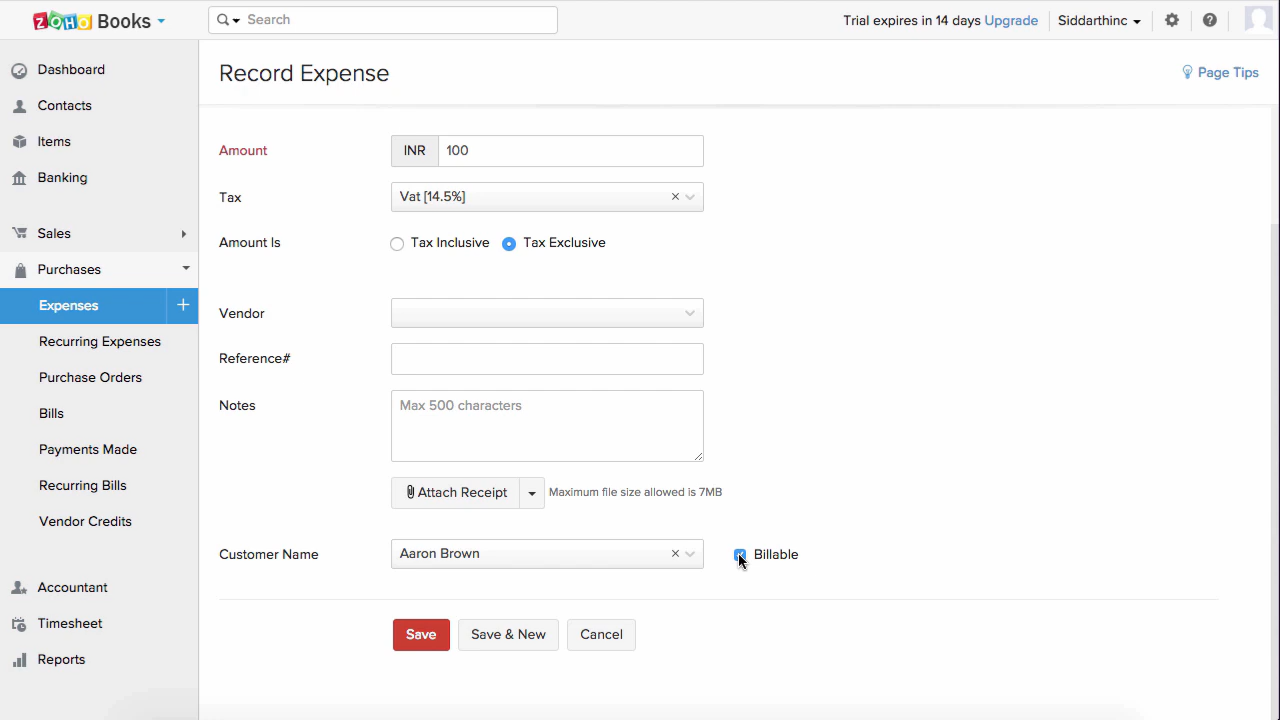 ZOHO Books
Search
Trial expires in 14 days Upgrade
Siddarthinc
Dashboard
Contacts
Items
Banking
Sales
Purchases
Expenses +
Recurring Expenses
Purchase Orders
Bills
Payments Made
Recurring Bills
Vendor Credits
Accountant
Timesheet
Reports
Record Expense
Page Tips
Amount INR 100
Tax Vat [14.5%]
Amount Is Tax Inclusive Tax Exclusive
Vendor
Reference#
Notes Max 500 characters
Attach Receipt Maximum file size allowed is 7MB
Customer Name Aaron Brown Billable
Save Save & New Cancel